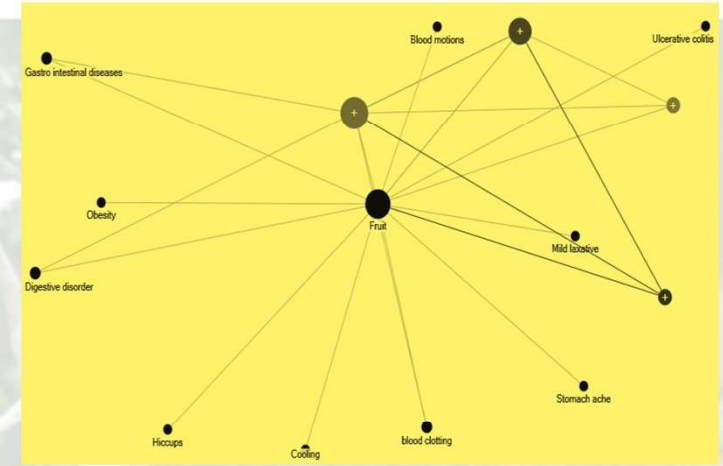 Blood motions
Ulcerative colitis
Gastro intestinal diseases
Obesity
Fruit
Mild laxative
Digestive disorder
Stomach ache
Hiccups
Cooling
blood clotting